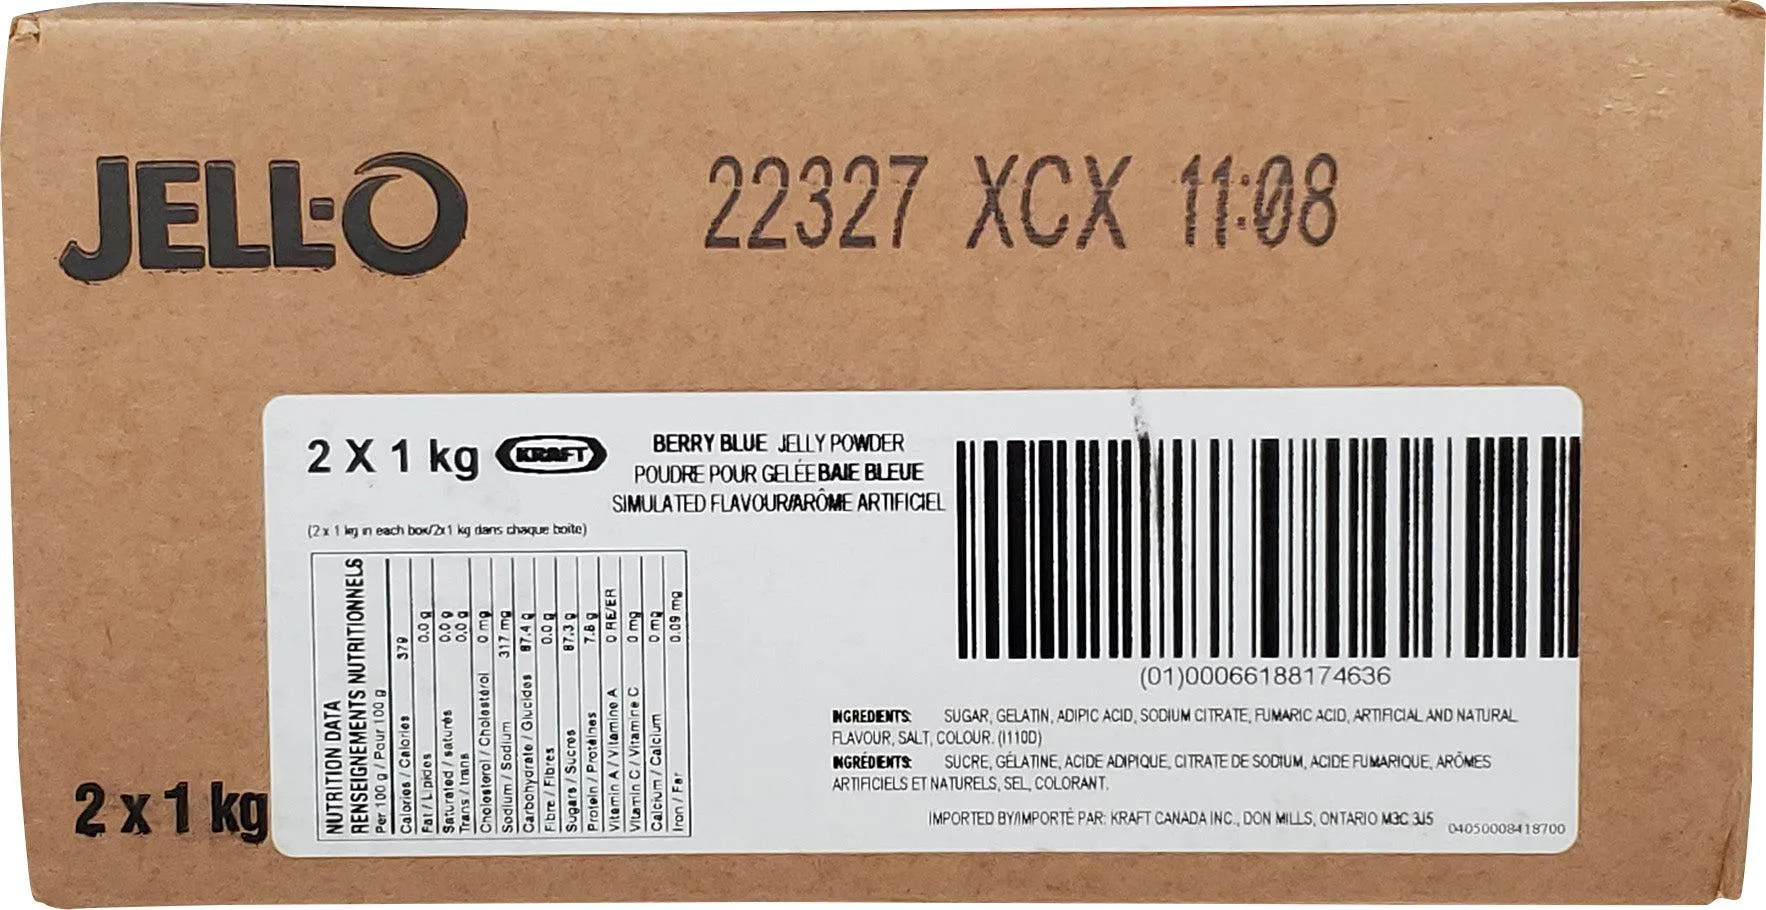 JELL-O
22327 XCX 11:08
2 x 1 kg
2 X 1 kg KRAFT
(2 x 1 kg in each box/2x1 kg dans chaque boîte)
BERRY BLUE JELLY POWDER
POUDRE POUR GELÉE BAIE BLEUE
SIMULATED FLAVOUR/ARÔME ARTIFICIEL
NUTRITION DATA
RENSEIGNEMENTS NUTRITIONNELS
Per 100 g / Pour 100 g
Calories / Calories 379
Fat / Lipides 0.0 g
Saturated / saturés 0.0 g
Trans / trans 0.0 g
Cholesterol / Cholestérol 0 mg
Sodium / Sodium 317 mg
Carbohydrate / Glucides 87.4 g
Fibre / Fibres 0.0 g
Sugars / Sucres 87.3 g
Protein / Protéines 7.8 g
Vitamin A / Vitamine A 0 RE/ER
Vitamin C / Vitamine C 0 mg
Calcium / Calcium 0 mg
Iron / Fer 0.09 mg
(01)00066188174636
INGREDIENTS: SUGAR, GELATIN, ADIPIC ACID, SODIUM CITRATE, FUMARIC ACID, ARTIFICIAL AND NATURAL
FLAVOUR, SALT, COLOUR. (I110D)
INGRÉDIENTS: SUCRE, GÉLATINE, ACIDE ADIPIQUE, CITRATE DE SODIUM, ACIDE FUMARIQUE, ARÔMES
ARTIFICIELS ET NATURELS, SEL, COLORANT.
IMPORTED BY/IMPORTÉ PAR: KRAFT CANADA INC., DON MILLS, ONTARIO M3C 3J5
04050008418700